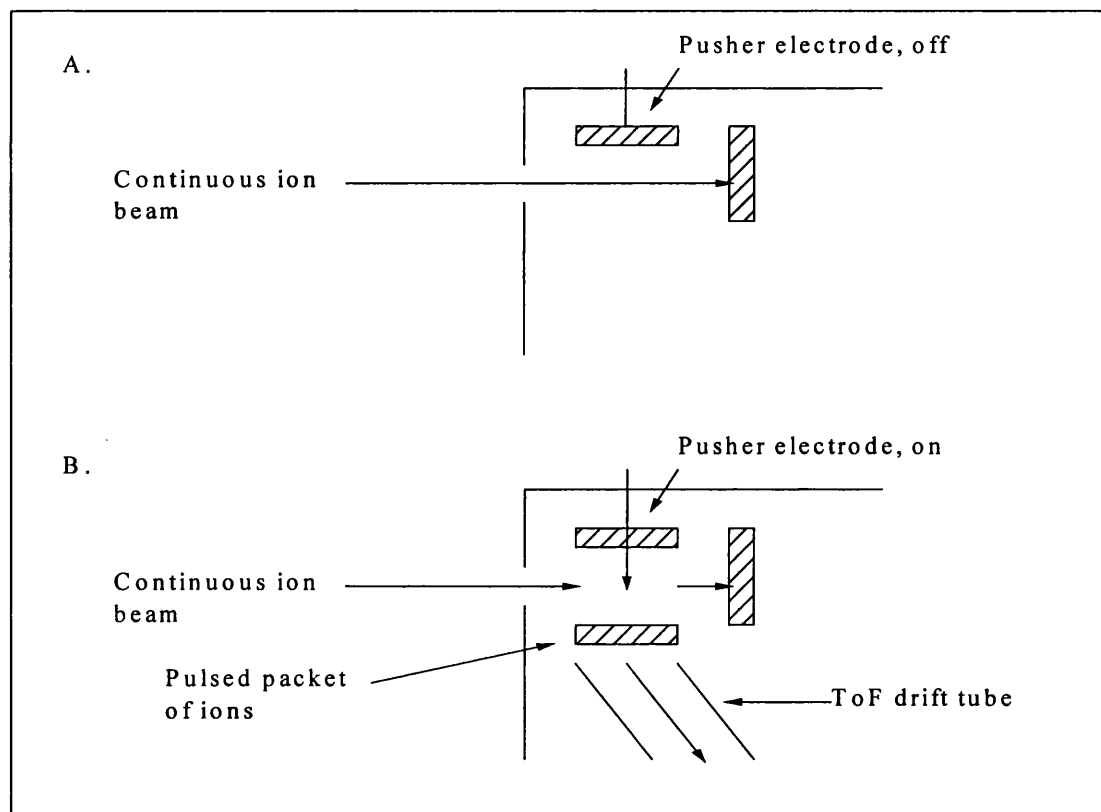 A.
Pusher electrode, off
Continuous ion
beam
B.
Pusher electrode, on
Continuous ion
beam
Pulsed packet
of ions
ToF drift tube